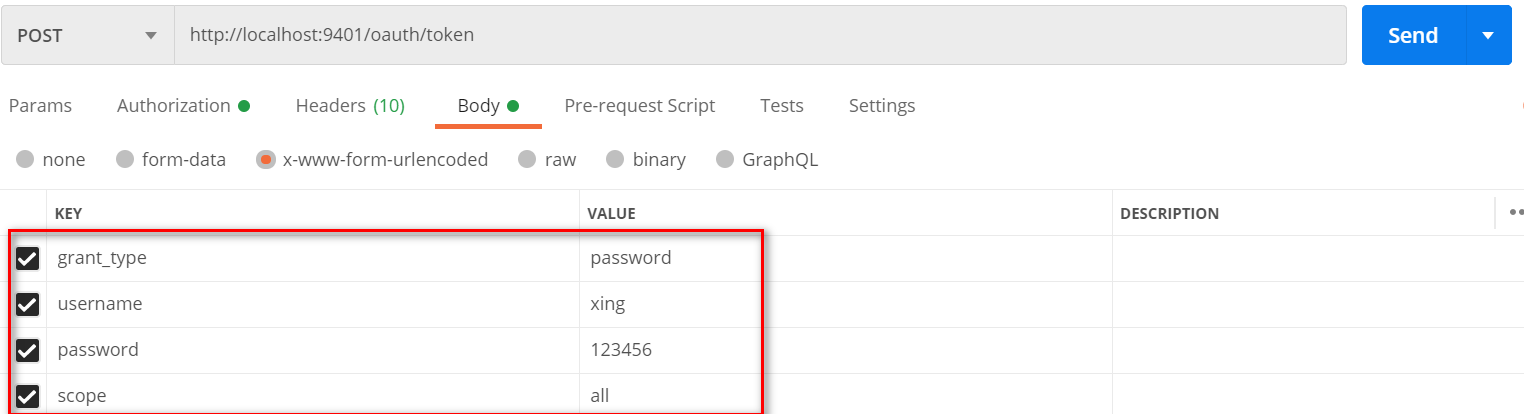 POST http://localhost:9401/oauth/token Send
Params Authorization Headers (10) Body Pre-request Script Tests Settings
none form-data x-www-form-urlencoded raw binary GraphQL
KEY VALUE DESCRIPTION
grant_type password
username xing
password 123456
scope all